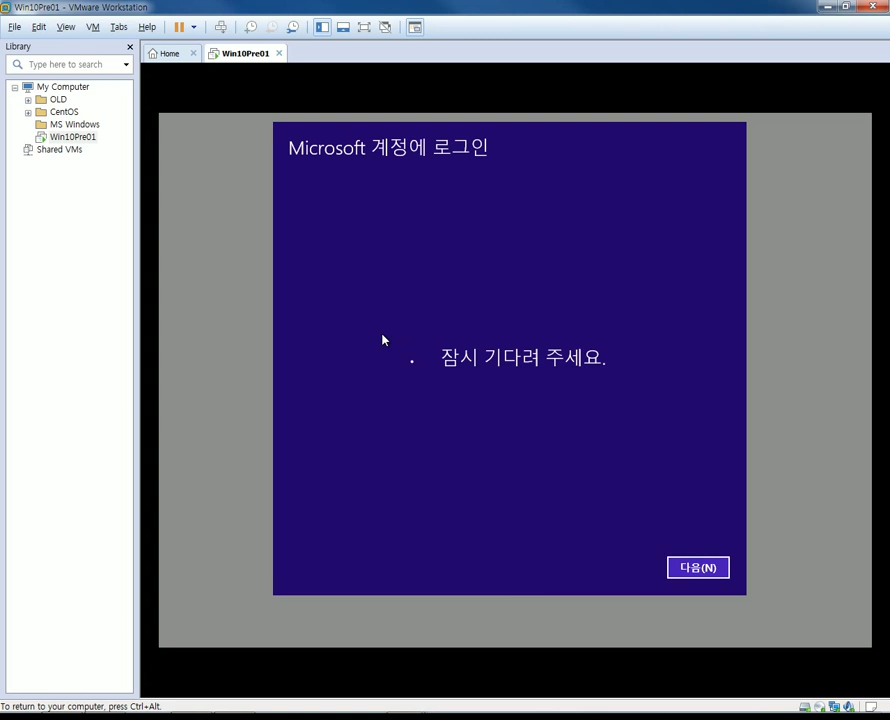 Win10Pre01 - VMware Workstation
File Edit View VM Tabs Help
Library
Type here to search
Home
Win10Pre01
My Computer
OLD
CentOS
MS Windows
Win10Pre01
Shared VMs
Microsoft 계정에 로그인
잠시 기다려 주세요.
다음(N)
To return to your computer, press Ctrl+Alt.